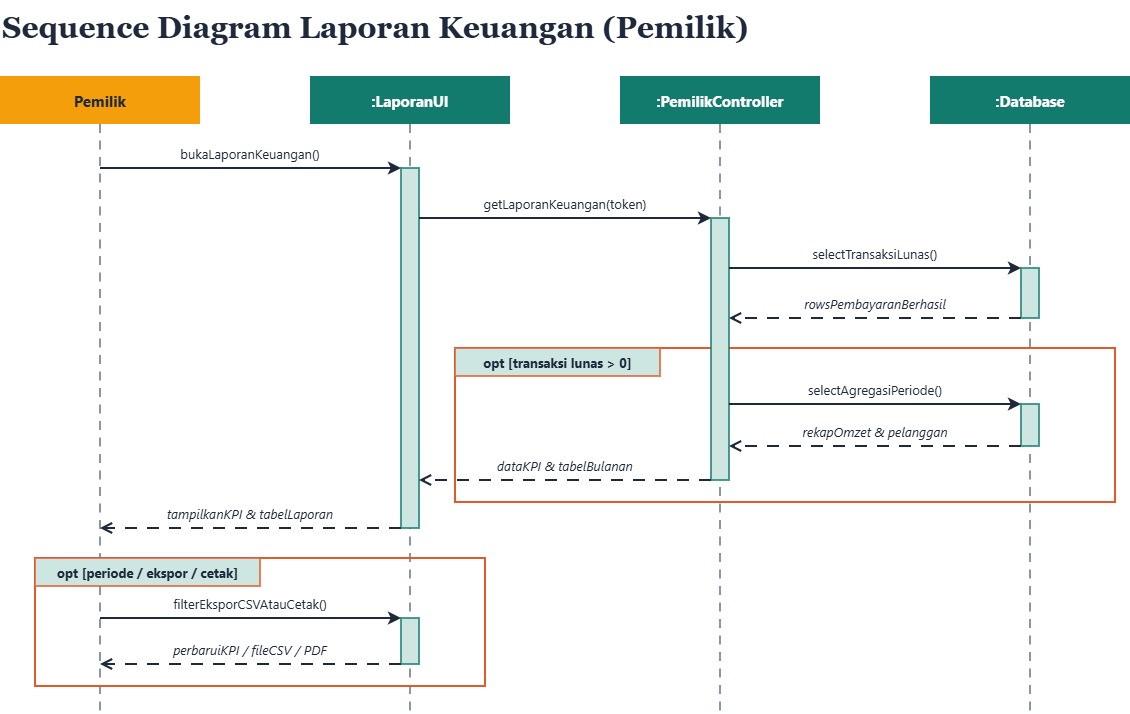 Sequence Diagram Laporan Keuangan (Pemilik)
Pemilik
:LaporanUI
:PemilikController
:Database
bukaLaporanKeuangan()
getLaporanKeuangan(token)
selectTransaksiLunas()
rowsPembayaranBerhasil
opt [transaksi lunas > 0]
selectAgregasiPeriode()
rekapOmzet & pelanggan
dataKPI & tabelBulanan
tampilkanKPI & tabelLaporan
opt [periode / ekspor / cetak]
filterEksporCSVAtauCetak()
perbaruiKPI / fileCSV / PDF